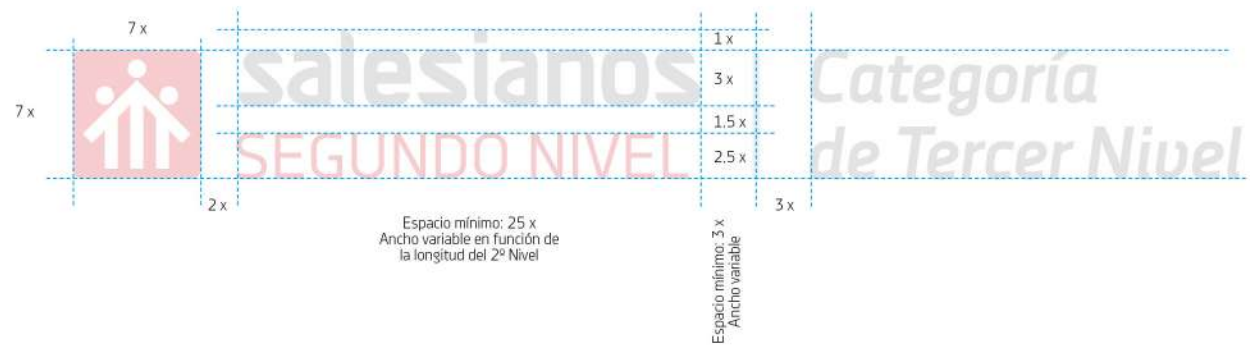 7 x
1 x
salesianos
Categoría
3 x
7 x
1.5 x
SEGUNDO NIVEL
de Tercer Nivel
2.5 x
2 x
3 x
Espacio mínimo: 25 x
Ancho variable en función de
la longitud del 2º Nivel
Espacio mínimo: 3 x
Ancho variable